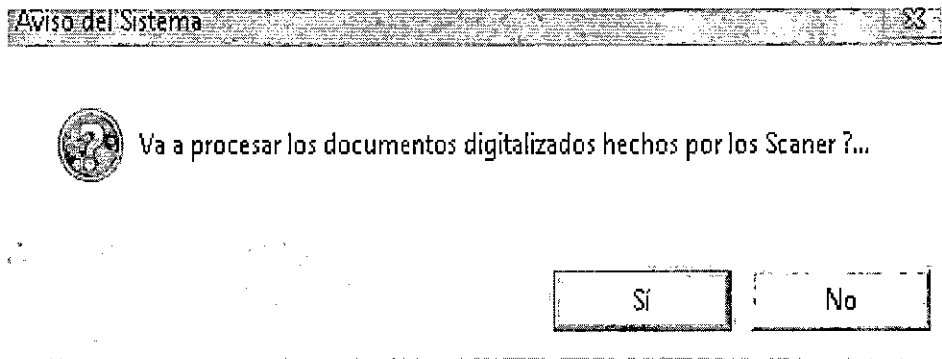 Aviso del Sistema
Va a procesar los documentos digitalizados hechos por los Scaner ?...
Sí No